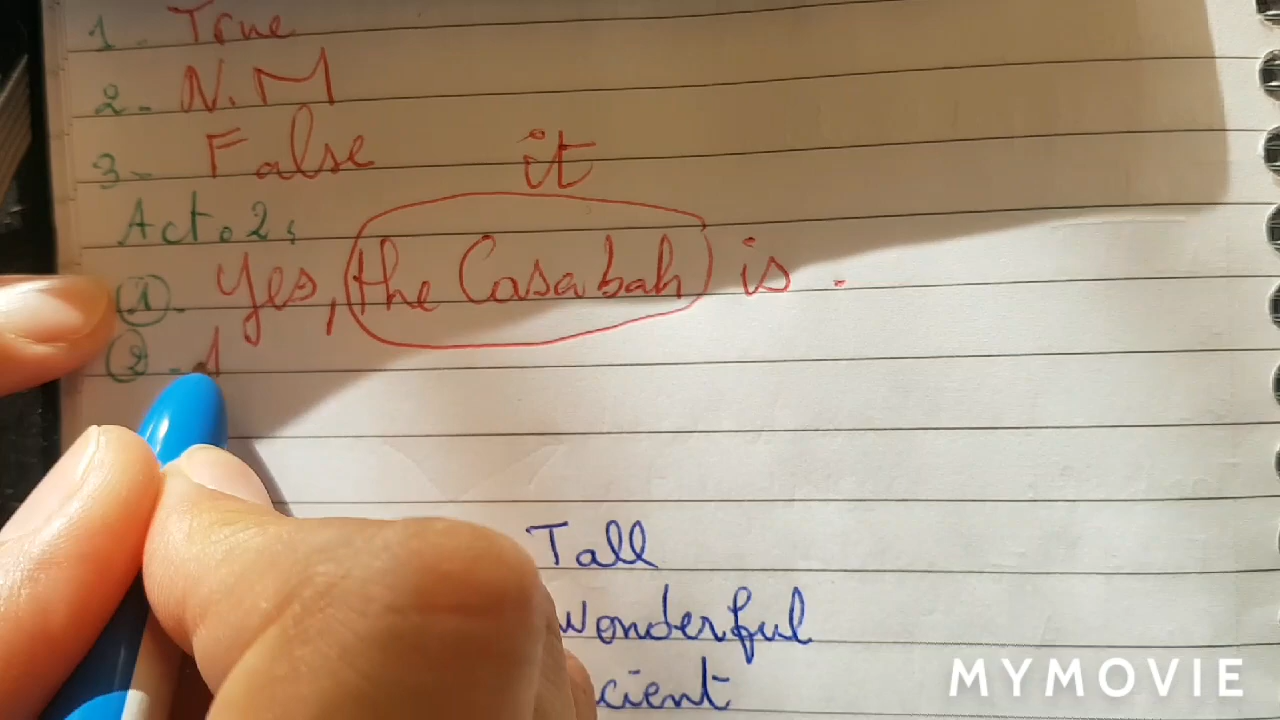 1- True
2- N.M
3- False
it
Act.2:
①- Yes, (the Casabah) is.
②-
Tall
wonderful
cient
MYMOVIE